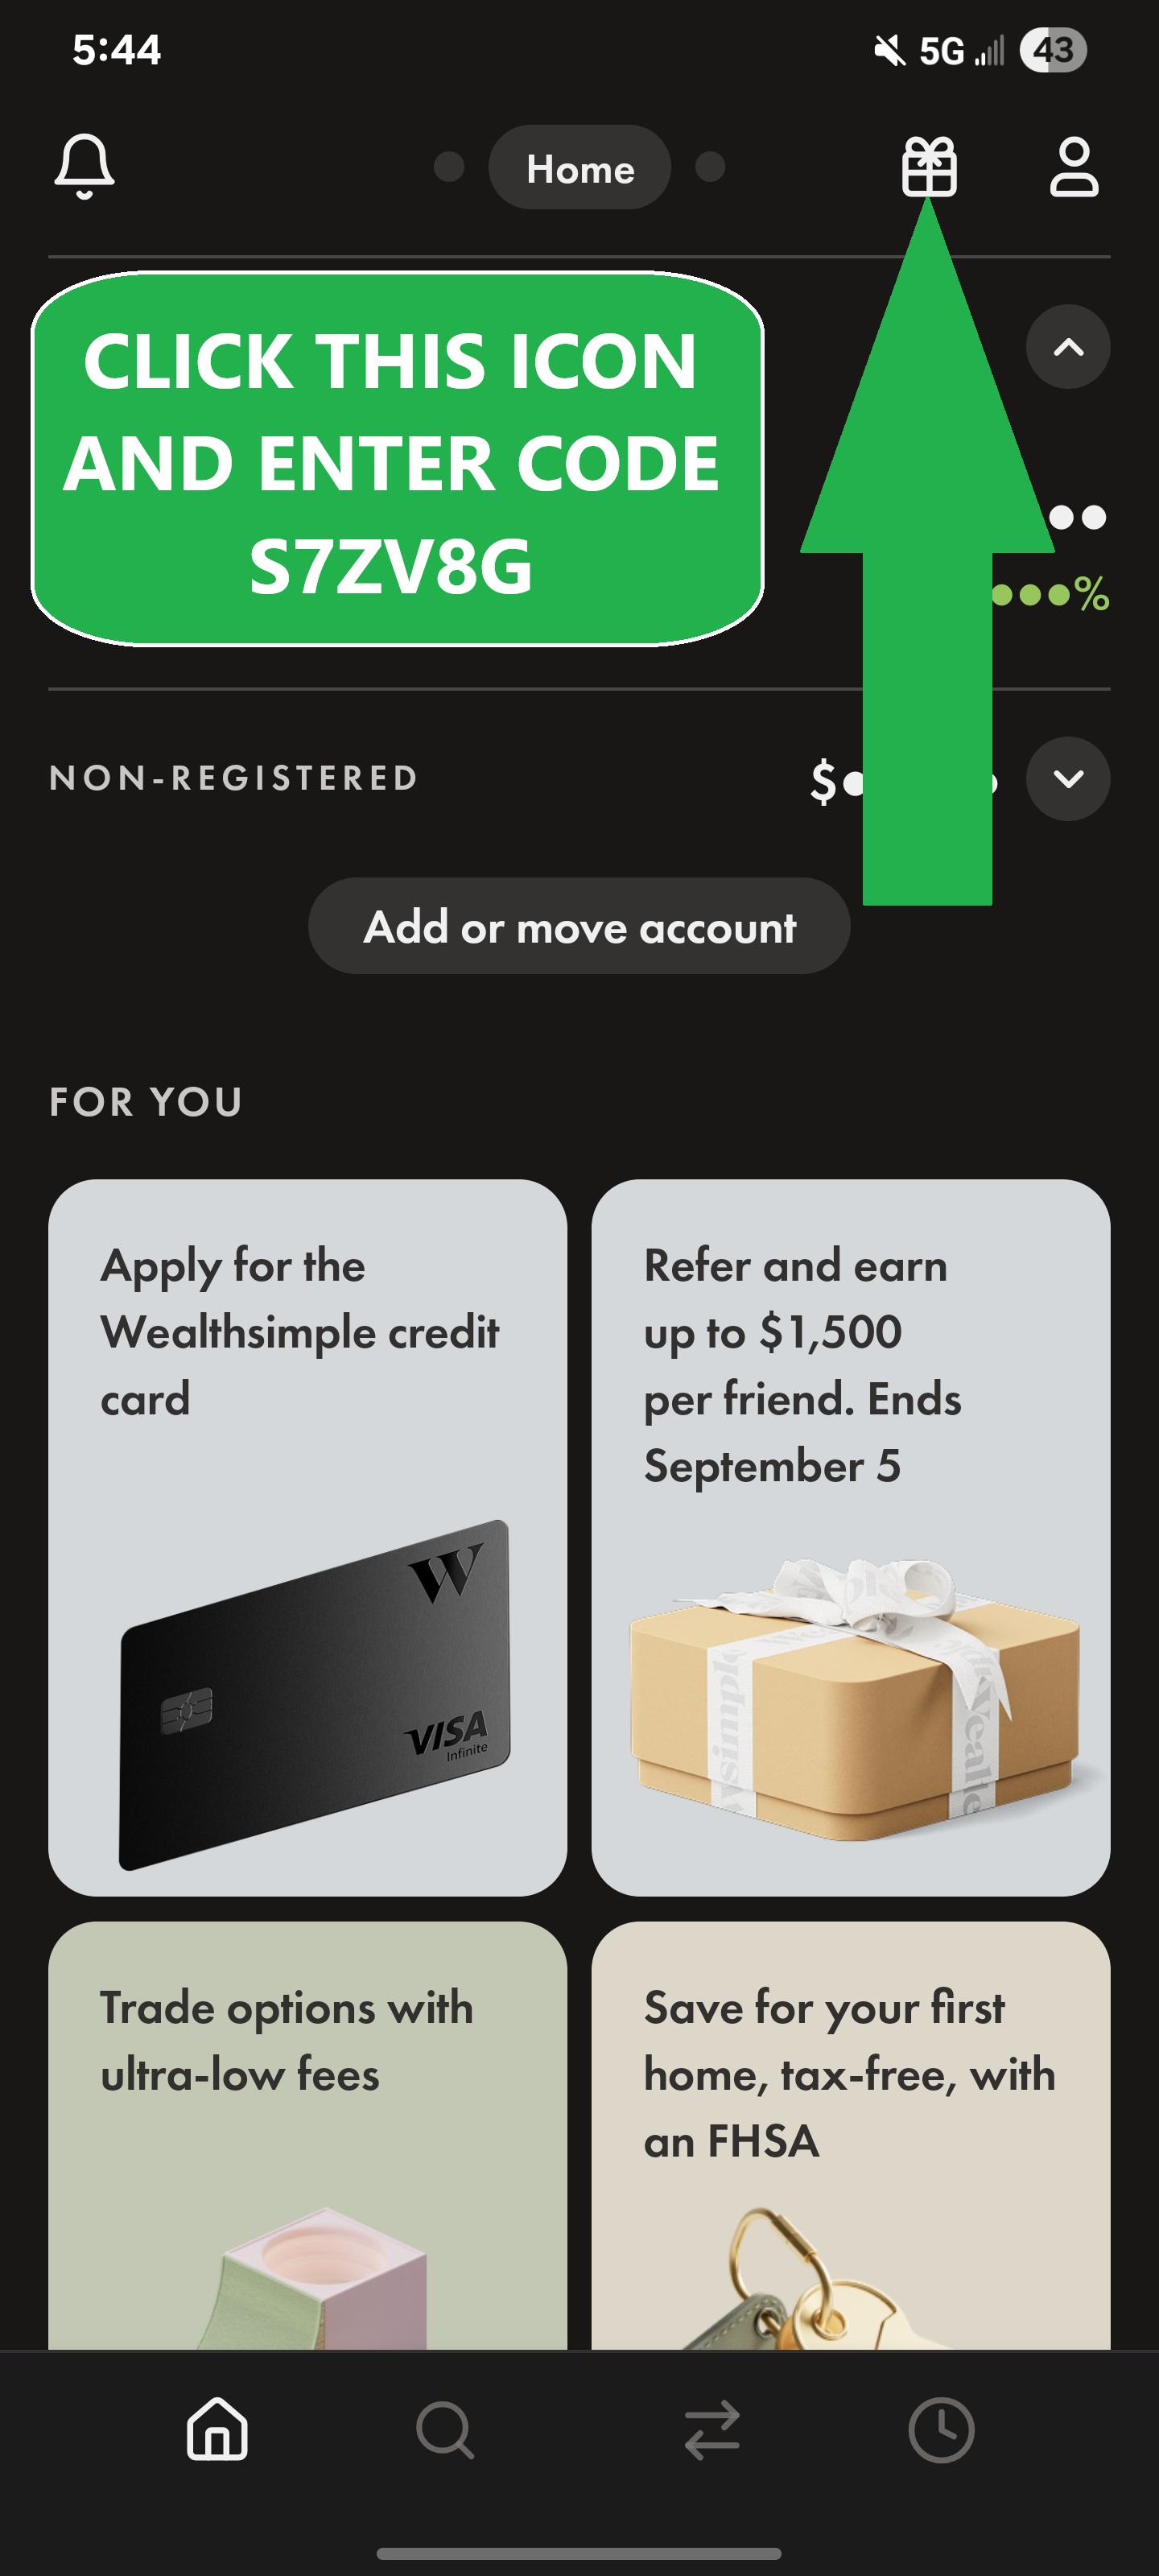 5:44
5G
43
Home
CLICK THIS ICON
AND ENTER CODE
S7ZV8G
••
•••%
NON-REGISTERED
$•
Add or move account
FOR YOU
Apply for the
Wealthsimple credit
card
W
VISA
Infinite
Refer and earn
up to $1,500
per friend. Ends
September 5
Trade options with
ultra-low fees
Save for your first
home, tax-free, with
an FHSA